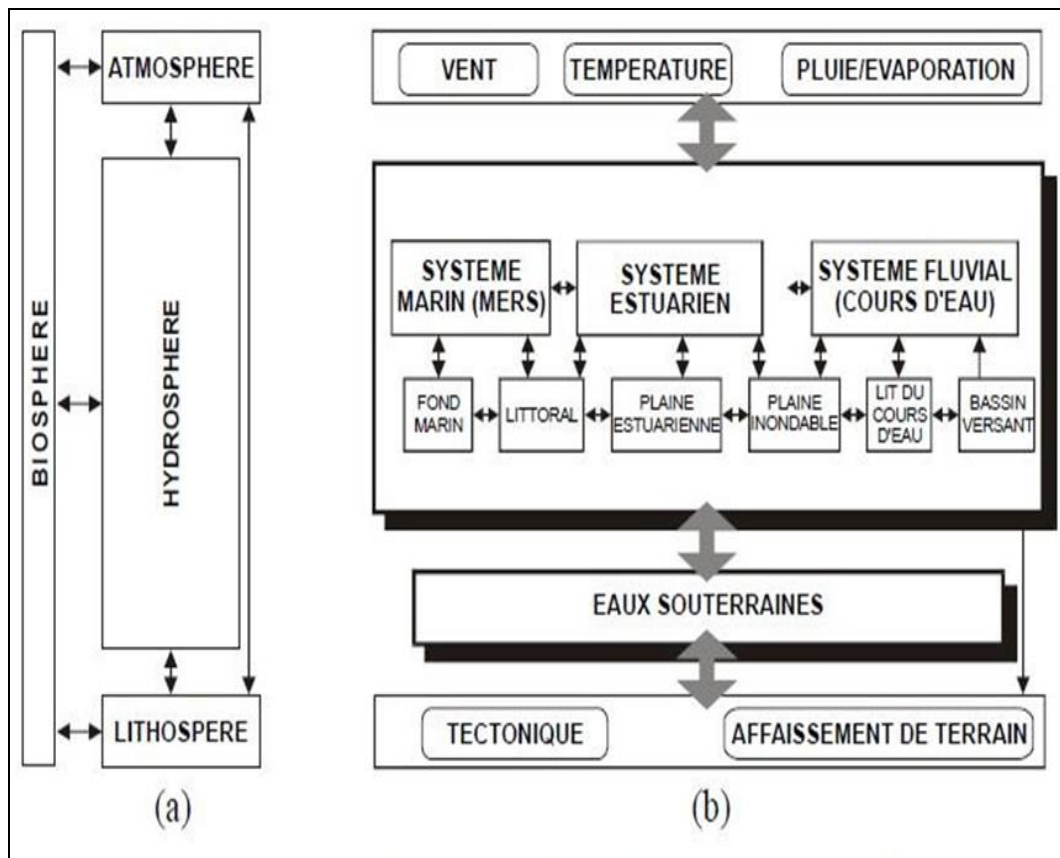 BIOSPHERE
ATMOSPHERE
HYDROSPHERE
LITHOSPERE
(a)
VENT
TEMPERATURE
PLUIE/EVAPORATION
SYSTEME
MARIN (MERS)
SYSTEME
ESTUARIEN
SYSTEME FLUVIAL
(COURS D'EAU)
FOND
MARIN
LITTORAL
PLAINE
ESTUARIENNE
PLAINE
INONDABLE
LIT DU
COURS
D'EAU
BASSIN
VERSANT
EAUX SOUTERRAINES
TECTONIQUE
AFFAISSEMENT DE TERRAIN
(b)